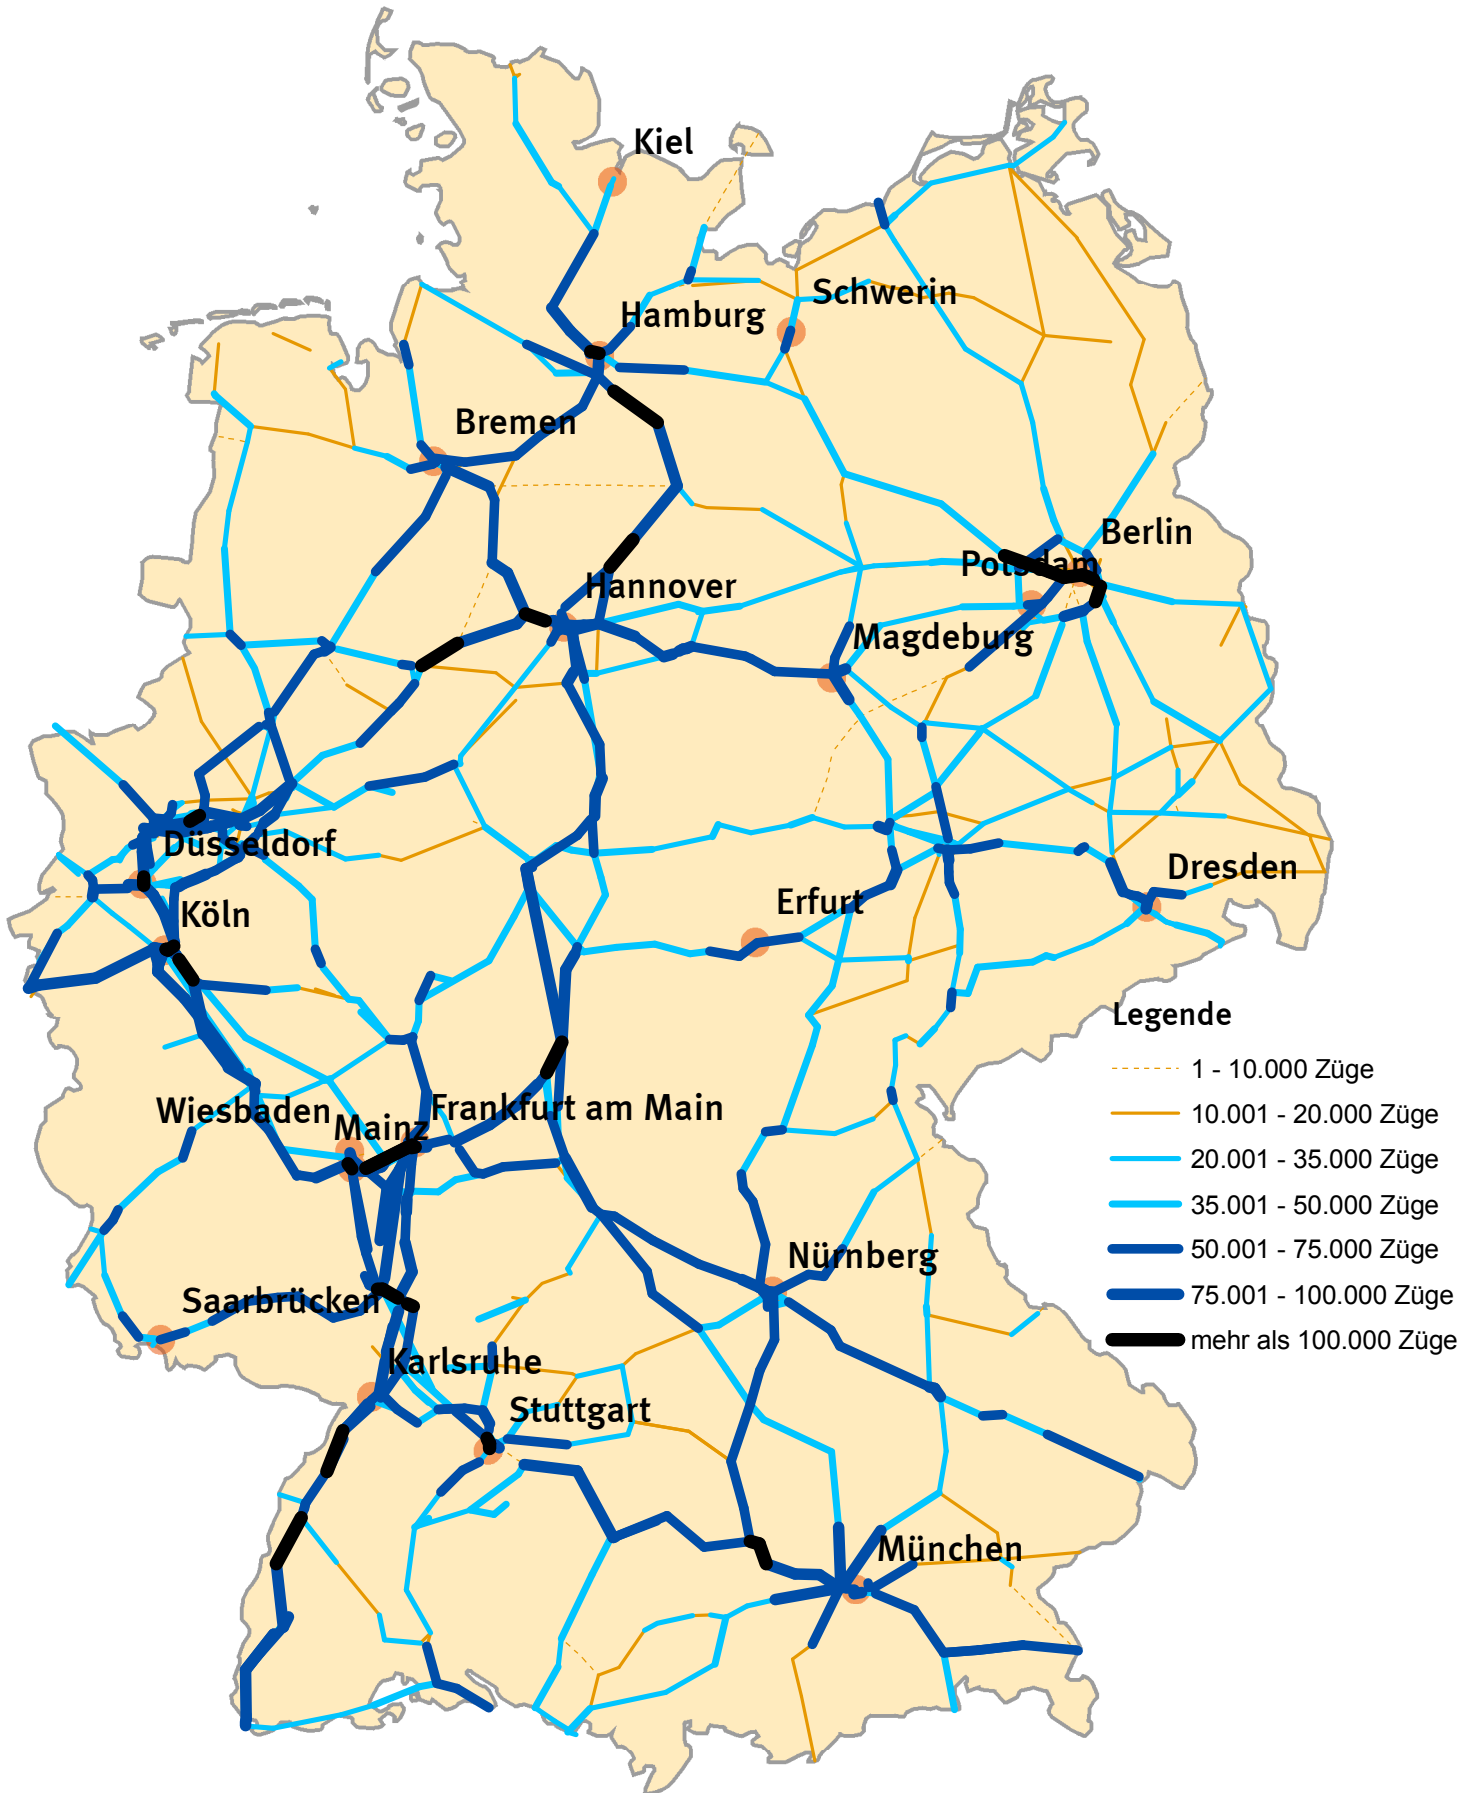 Kiel
Schwerin
Hamburg
Bremen
Berlin
Potsdam
Hannover
Magdeburg
Düsseldorf
Dresden
Erfurt
Köln
Legende
1 - 10.000 Züge
10.001 - 20.000 Züge
20.001 - 35.000 Züge
35.001 - 50.000 Züge
50.001 - 75.000 Züge
75.001 - 100.000 Züge
mehr als 100.000 Züge
Wiesbaden
Mainz
Frankfurt am Main
Nürnberg
Saarbrücken
Karlsruhe
Stuttgart
München